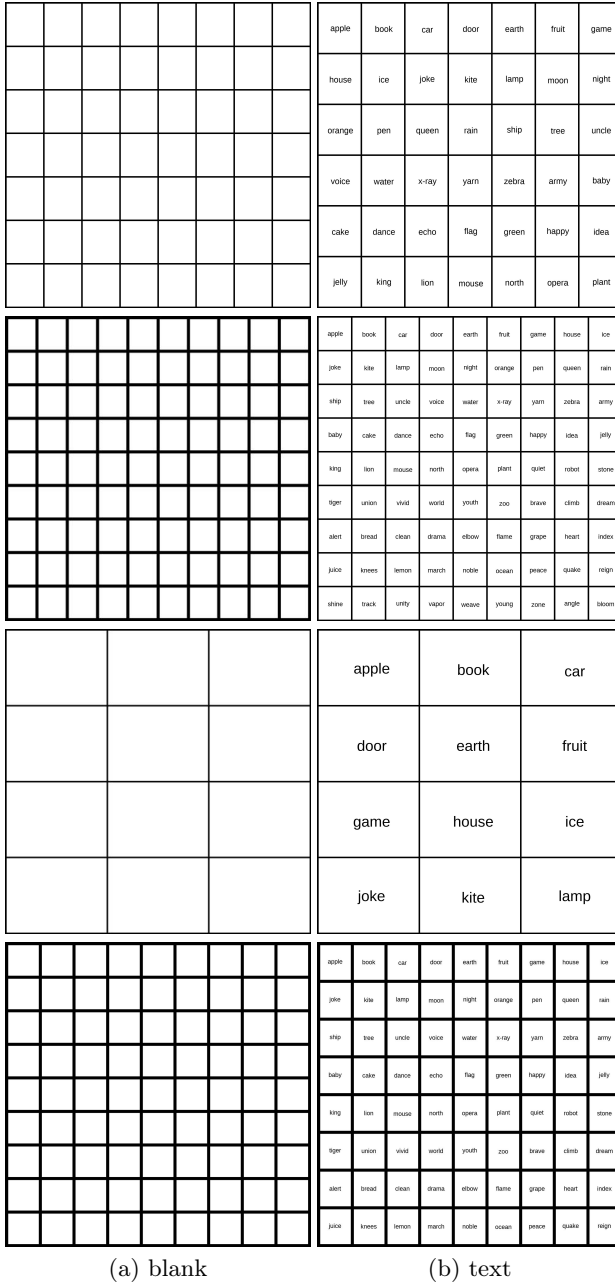 apple book car door earth fruit game
house ice joke kite lamp moon night
orange pen queen rain ship tree uncle
voice water x-ray yarn zebra army baby
cake dance echo flag green happy idea
jelly king lion mouse north opera plant
apple book car door earth fruit game house ice
joke kite lamp moon night orange pen queen rain
ship tree uncle voice water x-ray yarn zebra army
baby cake dance echo flag green happy idea jelly
king lion mouse north opera plant quiet robot stone
tiger union vivid world youth zoo brave climb dream
alert bread clean drama elbow flame grape heart index
juice knees lemon march noble ocean peace quake reign
shine track unity vapor weave young zone angle bloom
apple book car
door earth fruit
game house ice
joke kite lamp
apple book car door earth fruit game house ice
joke kite lamp moon night orange pen queen rain
ship tree uncle voice water x-ray yarn zebra army
baby cake dance echo flag green happy idea jelly
king lion mouse north opera plant quiet robot stone
tiger union vivid world youth zoo brave climb dream
alert bread clean drama elbow flame grape heart index
juice knees lemon march noble ocean peace quake reign
(a) blank (b) text